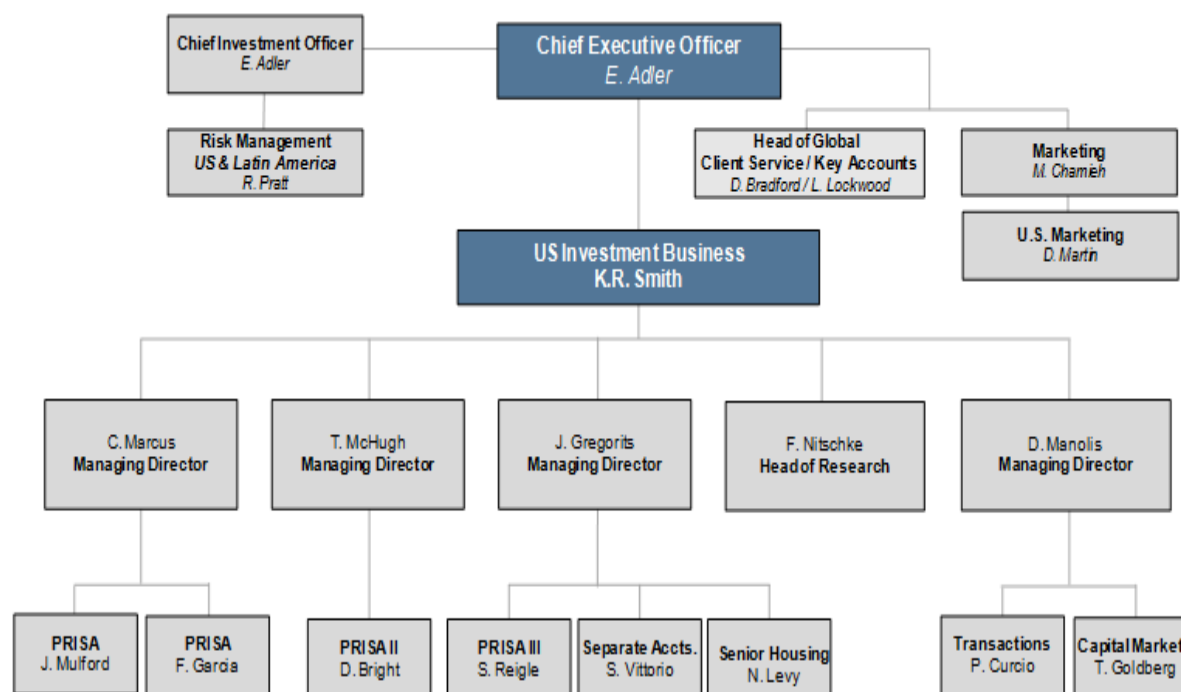 Chief Investment Officer
E. Adler
Chief Executive Officer
E. Adler
Risk Management
US & Latin America
R. Pratt
Head of Global
Client Service / Key Accounts
D. Bradford / L. Lockwood
Marketing
M. Chamieh
U.S. Marketing
D. Martin
US Investment Business
K.R. Smith
C. Marcus
Managing Director
T. McHugh
Managing Director
J. Gregorits
Managing Director
F. Nitschke
Head of Research
D. Manolis
Managing Director
PRISA
J. Mulford
PRISA
F. Garcia
PRISA II
D. Bright
PRISA III
S. Reigle
Separate Accts.
S. Vittorio
Senior Housing
N. Levy
Transactions
P. Curcio
Capital Market
T. Goldberg